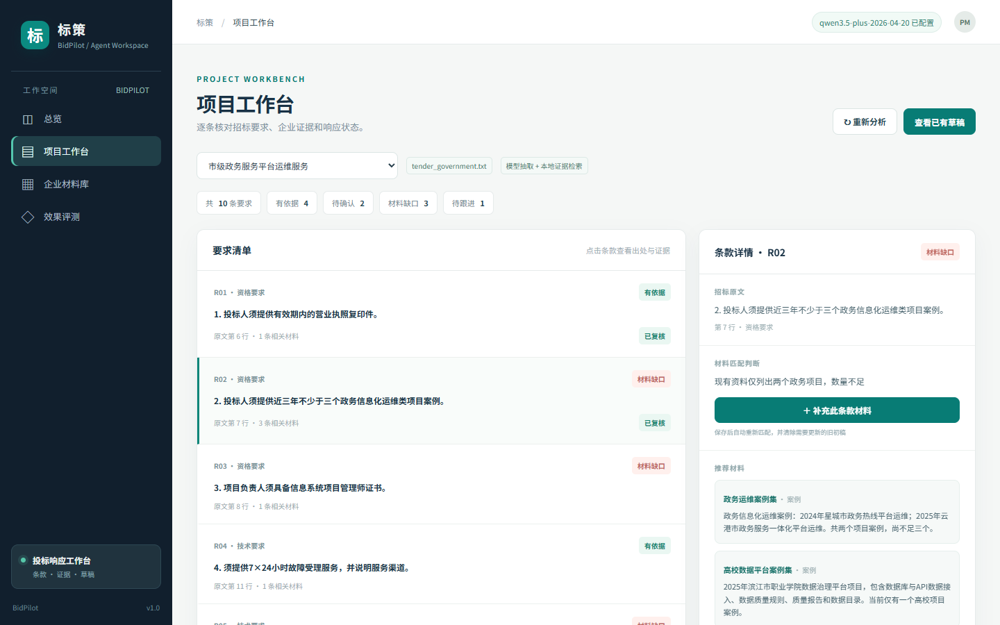 标
标策
BidPilot / Agent Workspace
工作空间
BIDPILOT
总览
项目工作台
企业材料库
效果评测
投标响应工作台
条款 · 证据 · 草稿
BidPilot
v1.0
标策 / 项目工作台
qwen3.5-plus-2026-04-20 已配置
PM
PROJECT WORKBENCH
项目工作台
逐条核对招标要求、企业证据和响应状态。
↻ 重新分析
查看已有草稿
市级政务服务平台运维服务
tender_government.txt
模型抽取 + 本地证据检索
共 10 条要求
有依据 4
待确认 2
材料缺口 3
待跟进 1
要求清单
点击条款查看出处与证据
R01 · 资格要求
有依据
1. 投标人须提供有效期内的营业执照复印件。
原文第 6 行 · 1 条相关材料
已复核
R02 · 资格要求
材料缺口
2. 投标人须提供近三年不少于三个政务信息化运维类项目案例。
原文第 7 行 · 3 条相关材料
已复核
R03 · 资格要求
材料缺口
3. 项目负责人须具备信息系统项目管理师证书。
原文第 8 行 · 1 条相关材料
R04 · 技术要求
有依据
4. 须提供7×24小时故障受理服务，并说明服务渠道。
原文第 11 行 · 1 条相关材料
R05 · 技术要求
材料缺口
条款详情 · R02
材料缺口
招标原文
2. 投标人须提供近三年不少于三个政务信息化运维类项目案例。
第 7 行 · 资格要求
材料匹配判断
现有资料仅列出两个政务项目，数量不足
＋ 补充此条款材料
保存后自动重新匹配，并清除需要更新的旧初稿
推荐材料
政务运维案例集 · 案例
政务信息化运维案例：2024年星城市政务热线平台运维；2025年云
港市政务服务一体化平台运维。共两个项目案例，尚不足三个。
高校数据平台案例集 · 案例
2025年滨江市职业学院数据治理平台项目，包含数据库与API数据接
入、数据质量规则、质量报告和数据目录。当前仅有一个高校项目
案例。